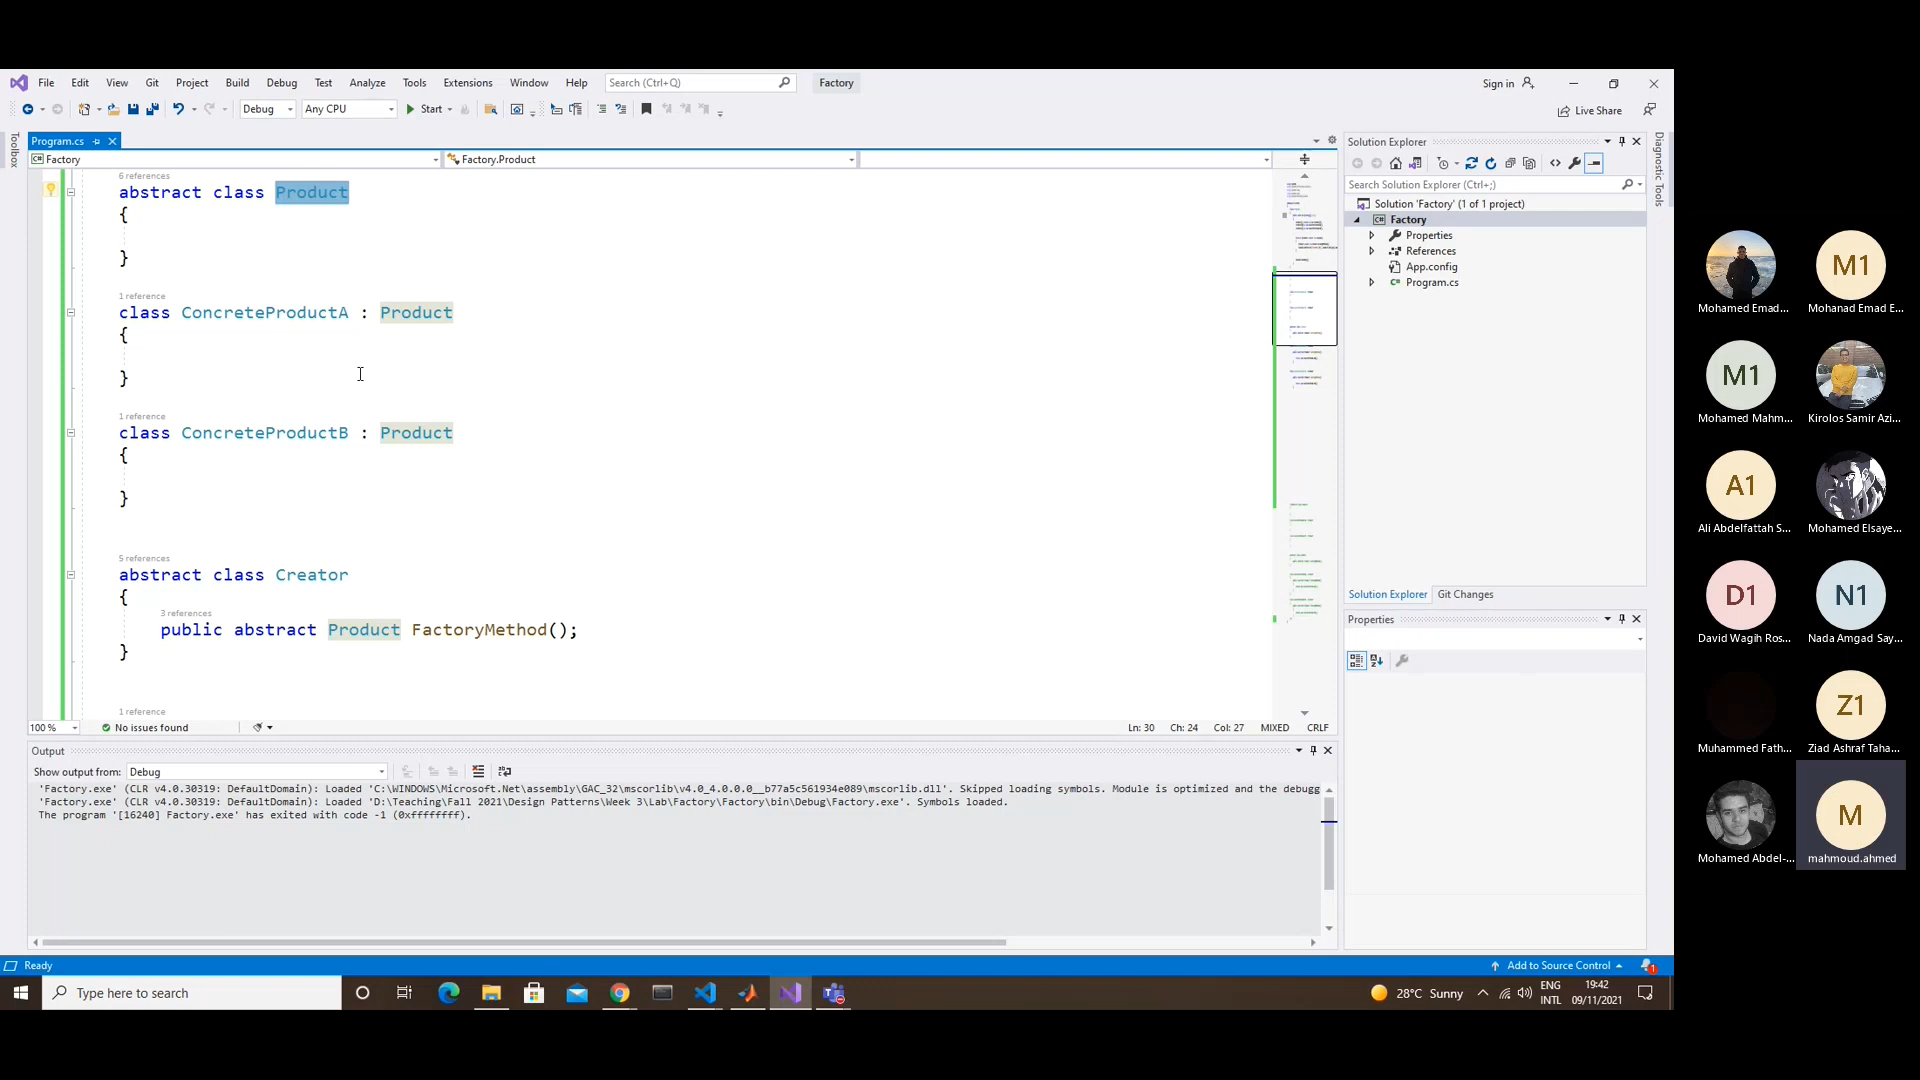 File Edit View Git Project Build Debug Test Analyze Tools Extensions Window Help Search (Ctrl+Q) Factory Sign in
Debug Any CPU Start Live Share
Toolbox
Program.cs
Factory Factory.Product
6 references
abstract class Product
{
}
1 reference
class ConcreteProductA : Product
{
}
1 reference
class ConcreteProductB : Product
{
}
5 references
abstract class Creator
{
3 references
public abstract Product FactoryMethod();
}
1 reference
100 % No issues found Ln: 30 Ch: 24 Col: 27 MIXED CRLF
Output
Show output from: Debug
'Factory.exe' (CLR v4.0.30319: DefaultDomain): Loaded 'C:\WINDOWS\Microsoft.Net\assembly\GAC_32\mscorlib\v4.0_4.0.0.0__b77a5c561934e089\mscorlib.dll'. Skipped loading symbols. Module is optimized and the debugg
'Factory.exe' (CLR v4.0.30319: DefaultDomain): Loaded 'D:\Teaching\Fall 2021\Design Patterns\Week 3\Lab\Factory\Factory\bin\Debug\Factory.exe'. Symbols loaded.
The program '[16240] Factory.exe' has exited with code -1 (0xffffffff).
Solution Explorer
Search Solution Explorer (Ctrl+;)
Solution 'Factory' (1 of 1 project)
C# Factory
Properties
References
App.config
C# Program.cs
Solution Explorer Git Changes
Properties
Diagnostic Tools
Ready Add to Source Control 1
Type here to search
28°C Sunny
ENG
INTL
19:42
09/11/2021
Mohamed Emad...
M1
Mohanad Emad E...
M1
Mohamed Mahm...
Kirolos Samir Azi...
A1
Ali Abdelfattah S...
Mohamed Elsaye...
D1
David Wagih Ros...
N1
Nada Amgad Say...
Muhammed Fath...
Z1
Ziad Ashraf Taha...
Mohamed Abdel-...
M
mahmoud.ahmed